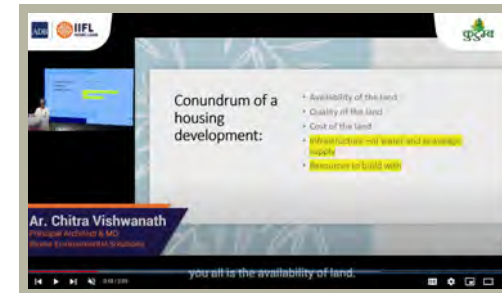 ADB
IIFL
HOME LOAN
कुटुम्ब
Conundrum of a
housing
development:
• Availability of the land
• Quality of the land
• Cost of the land
• Infrastructure and water and sewerage
supply
• Resources to build with
Ar. Chitra Vishwanath
Principal Architect & MD
Biome Environmental Solutions
you all is the availability of land.